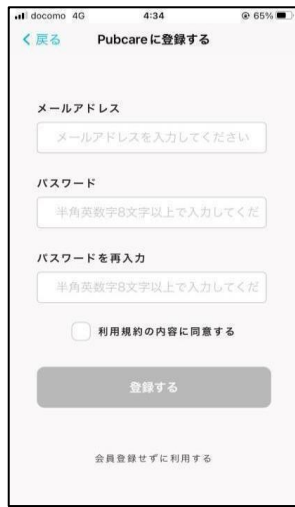 docomo 4G 4:34 65%
戻る Pubcareに登録する
メールアドレス
メールアドレスを入力してください
パスワード
半角英数字8文字以上で入力してくだ
パスワードを再入力
半角英数字8文字以上で入力してくだ
利用規約の内容に同意する
登録する
会員登録せずに利用する